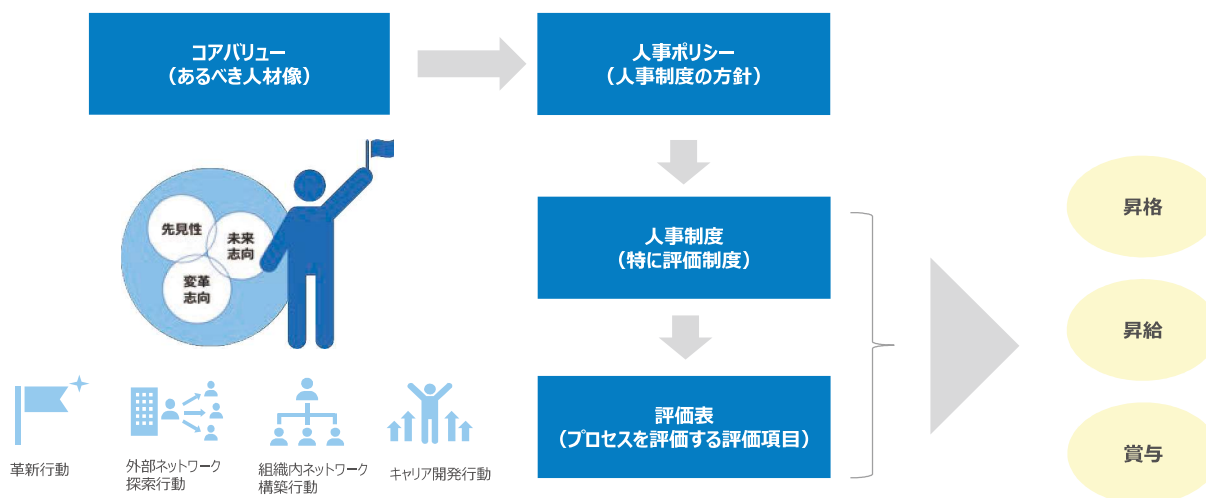 コアバリュー
（あるべき人材像）
人事ポリシー
（人事制度の方針）
先見性
未来
志向
変革
志向
人事制度
（特に評価制度）
評価表
（プロセスを評価する評価項目）
昇格
昇給
賞与
革新行動
外部ネットワーク
探索行動
組織内ネットワーク
構築行動
キャリア開発行動